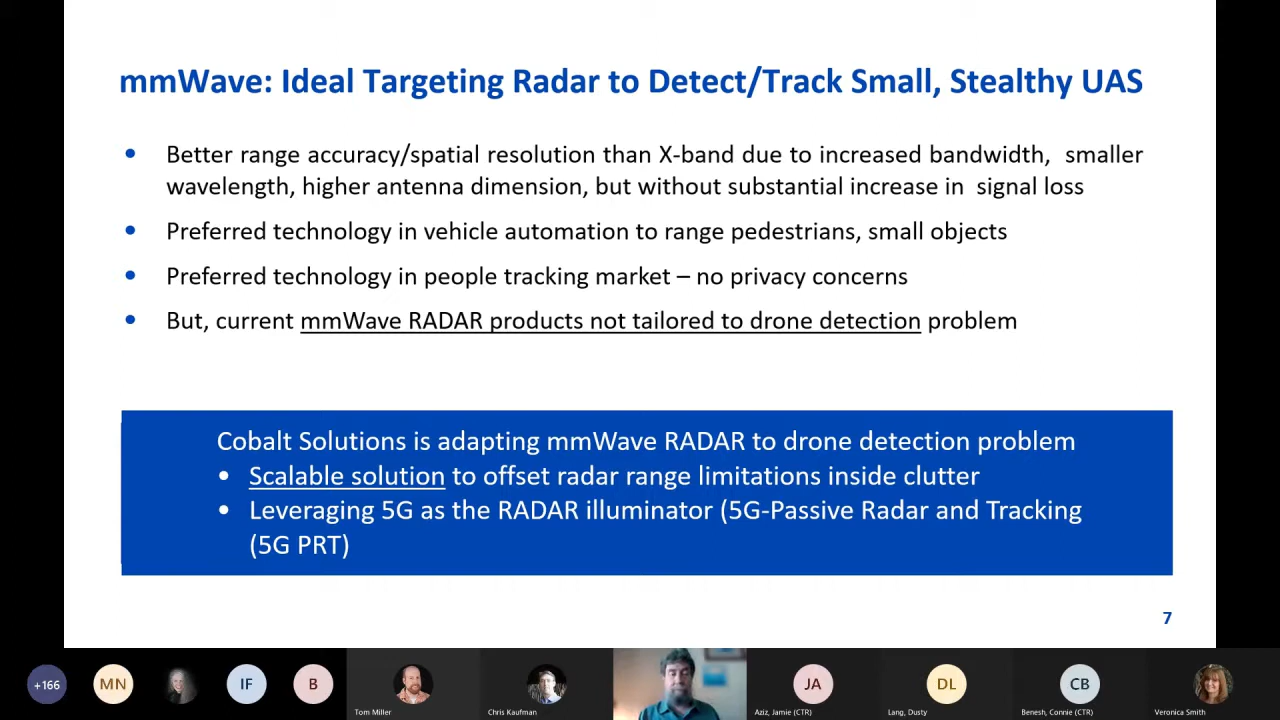 mmWave: Ideal Targeting Radar to Detect/Track Small, Stealthy UAS
• Better range accuracy/spatial resolution than X-band due to increased bandwidth, smaller
wavelength, higher antenna dimension, but without substantial increase in signal loss
• Preferred technology in vehicle automation to range pedestrians, small objects
• Preferred technology in people tracking market – no privacy concerns
• But, current mmWave RADAR products not tailored to drone detection problem
Cobalt Solutions is adapting mmWave RADAR to drone detection problem
• Scalable solution to offset radar range limitations inside clutter
• Leveraging 5G as the RADAR illuminator (5G-Passive Radar and Tracking
(5G PRT)
7
+166 MN IF B JA DL CB
Tom Miller Chris Kaufman Aziz, Jamie (CTR) Lang, Dusty Benesh, Connie (CTR) Veronica Smith